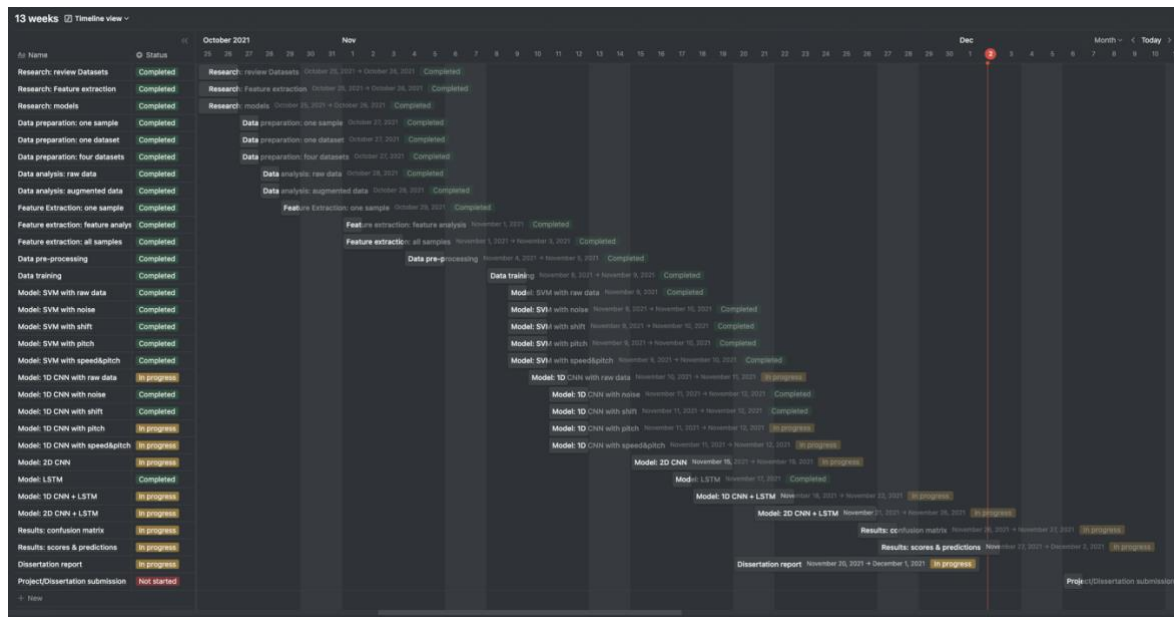 13 weeks Timeline view
October 2021 Nov Dec Month Today
Aa Name Status 25 26 27 28 29 30 31 1 2 3 4 5 6 7 8 9 10 11 12 13 14 15 16 17 18 19 20 21 22 23 24 25 26 27 28 29 30 1 2 3 4 5 6 7 8 9 10
Research: review Datasets Completed Research: review Datasets Completed
Research: Feature extraction Completed Research: Feature extraction Completed
Research: models Completed Research: models October 25, 2021 → October 26, 2021 Completed
Data preparation: one sample Completed Data preparation: one sample October 27, 2021 Completed
Data preparation: one dataset Completed Data preparation: one dataset October 27, 2021 Completed
Data preparation: four datasets Completed Data preparation: four datasets October 27, 2021 Completed
Data analysis: raw data Completed Data analysis: raw data October 28, 2021 Completed
Data analysis: augmented data Completed Data analysis: augmented data October 28, 2021 Completed
Feature Extraction: one sample Completed Feature Extraction: one sample October 29, 2021 Completed
Feature extraction: feature analys Completed Feature extraction: feature analysis November 1, 2021 Completed
Feature extraction: all samples Completed Feature extraction: all samples November 1, 2021 → November 3, 2021 Completed
Data pre-processing Completed Data pre-processing November 4, 2021 → November 5, 2021 Completed
Data training Completed Data training November 8, 2021 → November 9, 2021 Completed
Model: SVM with raw data Completed Model: SVM with raw data November 9, 2021 Completed
Model: SVM with noise Completed Model: SVM with noise November 9, 2021 → November 10, 2021 Completed
Model: SVM with shift Completed Model: SVM with shift November 9, 2021 → November 10, 2021 Completed
Model: SVM with pitch Completed Model: SVM with pitch November 9, 2021 → November 10, 2021 Completed
Model: SVM with speed&pitch Completed Model: SVM with speed&pitch November 9, 2021 → November 10, 2021 Completed
Model: 1D CNN with raw data In progress Model: 1D CNN with raw data November 10, 2021 → November 11, 2021 In progress
Model: 1D CNN with noise Completed Model: 1D CNN with noise November 11, 2021 → November 12, 2021 Completed
Model: 1D CNN with shift Completed Model: 1D CNN with shift November 11, 2021 → November 12, 2021 Completed
Model: 1D CNN with pitch In progress Model: 1D CNN with pitch November 11, 2021 → November 12, 2021 In progress
Model: 1D CNN with speed&pitch In progress Model: 1D CNN with speed&pitch November 11, 2021 → November 12, 2021 In progress
Model: 2D CNN In progress Model: 2D CNN November 15, 2021 → November 19, 2021 In progress
Model: LSTM Completed Model: LSTM November 17, 2021 Completed
Model: 1D CNN + LSTM In progress Model: 1D CNN + LSTM November 18, 2021 → November 22, 2021 In progress
Model: 2D CNN + LSTM In progress Model: 2D CNN + LSTM November 21, 2021 → November 26, 2021 In progress
Results: confusion matrix In progress Results: confusion matrix November 26, 2021 → November 27, 2021 In progress
Results: scores & predictions In progress Results: scores & predictions November 27, 2021 → December 2, 2021 In progress
Dissertation report In progress Dissertation report November 20, 2021 → December 1, 2021 In progress
Project/Dissertation submission Not started Project/Dissertation submission
+ New